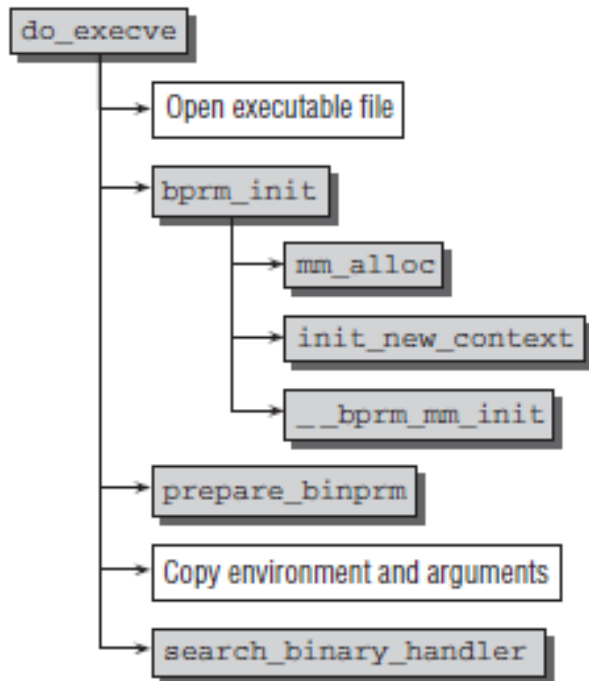 do_execve
Open executable file
bprm_init
mm_alloc
init_new_context
__bprm_mm_init
prepare_binprm
Copy environment and arguments
search_binary_handler